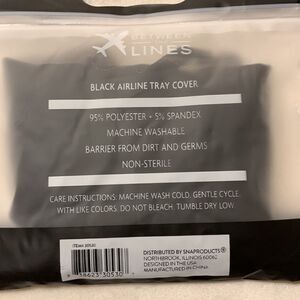 BETWEEN
LINES
BLACK AIRLINE TRAY COVER
95% POLYESTER + 5% SPANDEX
MACHINE WASHABLE
BARRIER FROM DIRT AND GERMS
NON-STERILE
CARE INSTRUCTIONS: MACHINE WASH COLD, GENTLE CYCLE,
WITH LIKE COLORS. DO NOT BLEACH. TUMBLE DRY LOW.
DISTRIBUTED BY SNAPRODUCTS®
NORTHBROOK, ILLINOIS 60062
DESIGNED IN THE USA
MANUFACTURED IN CHINA